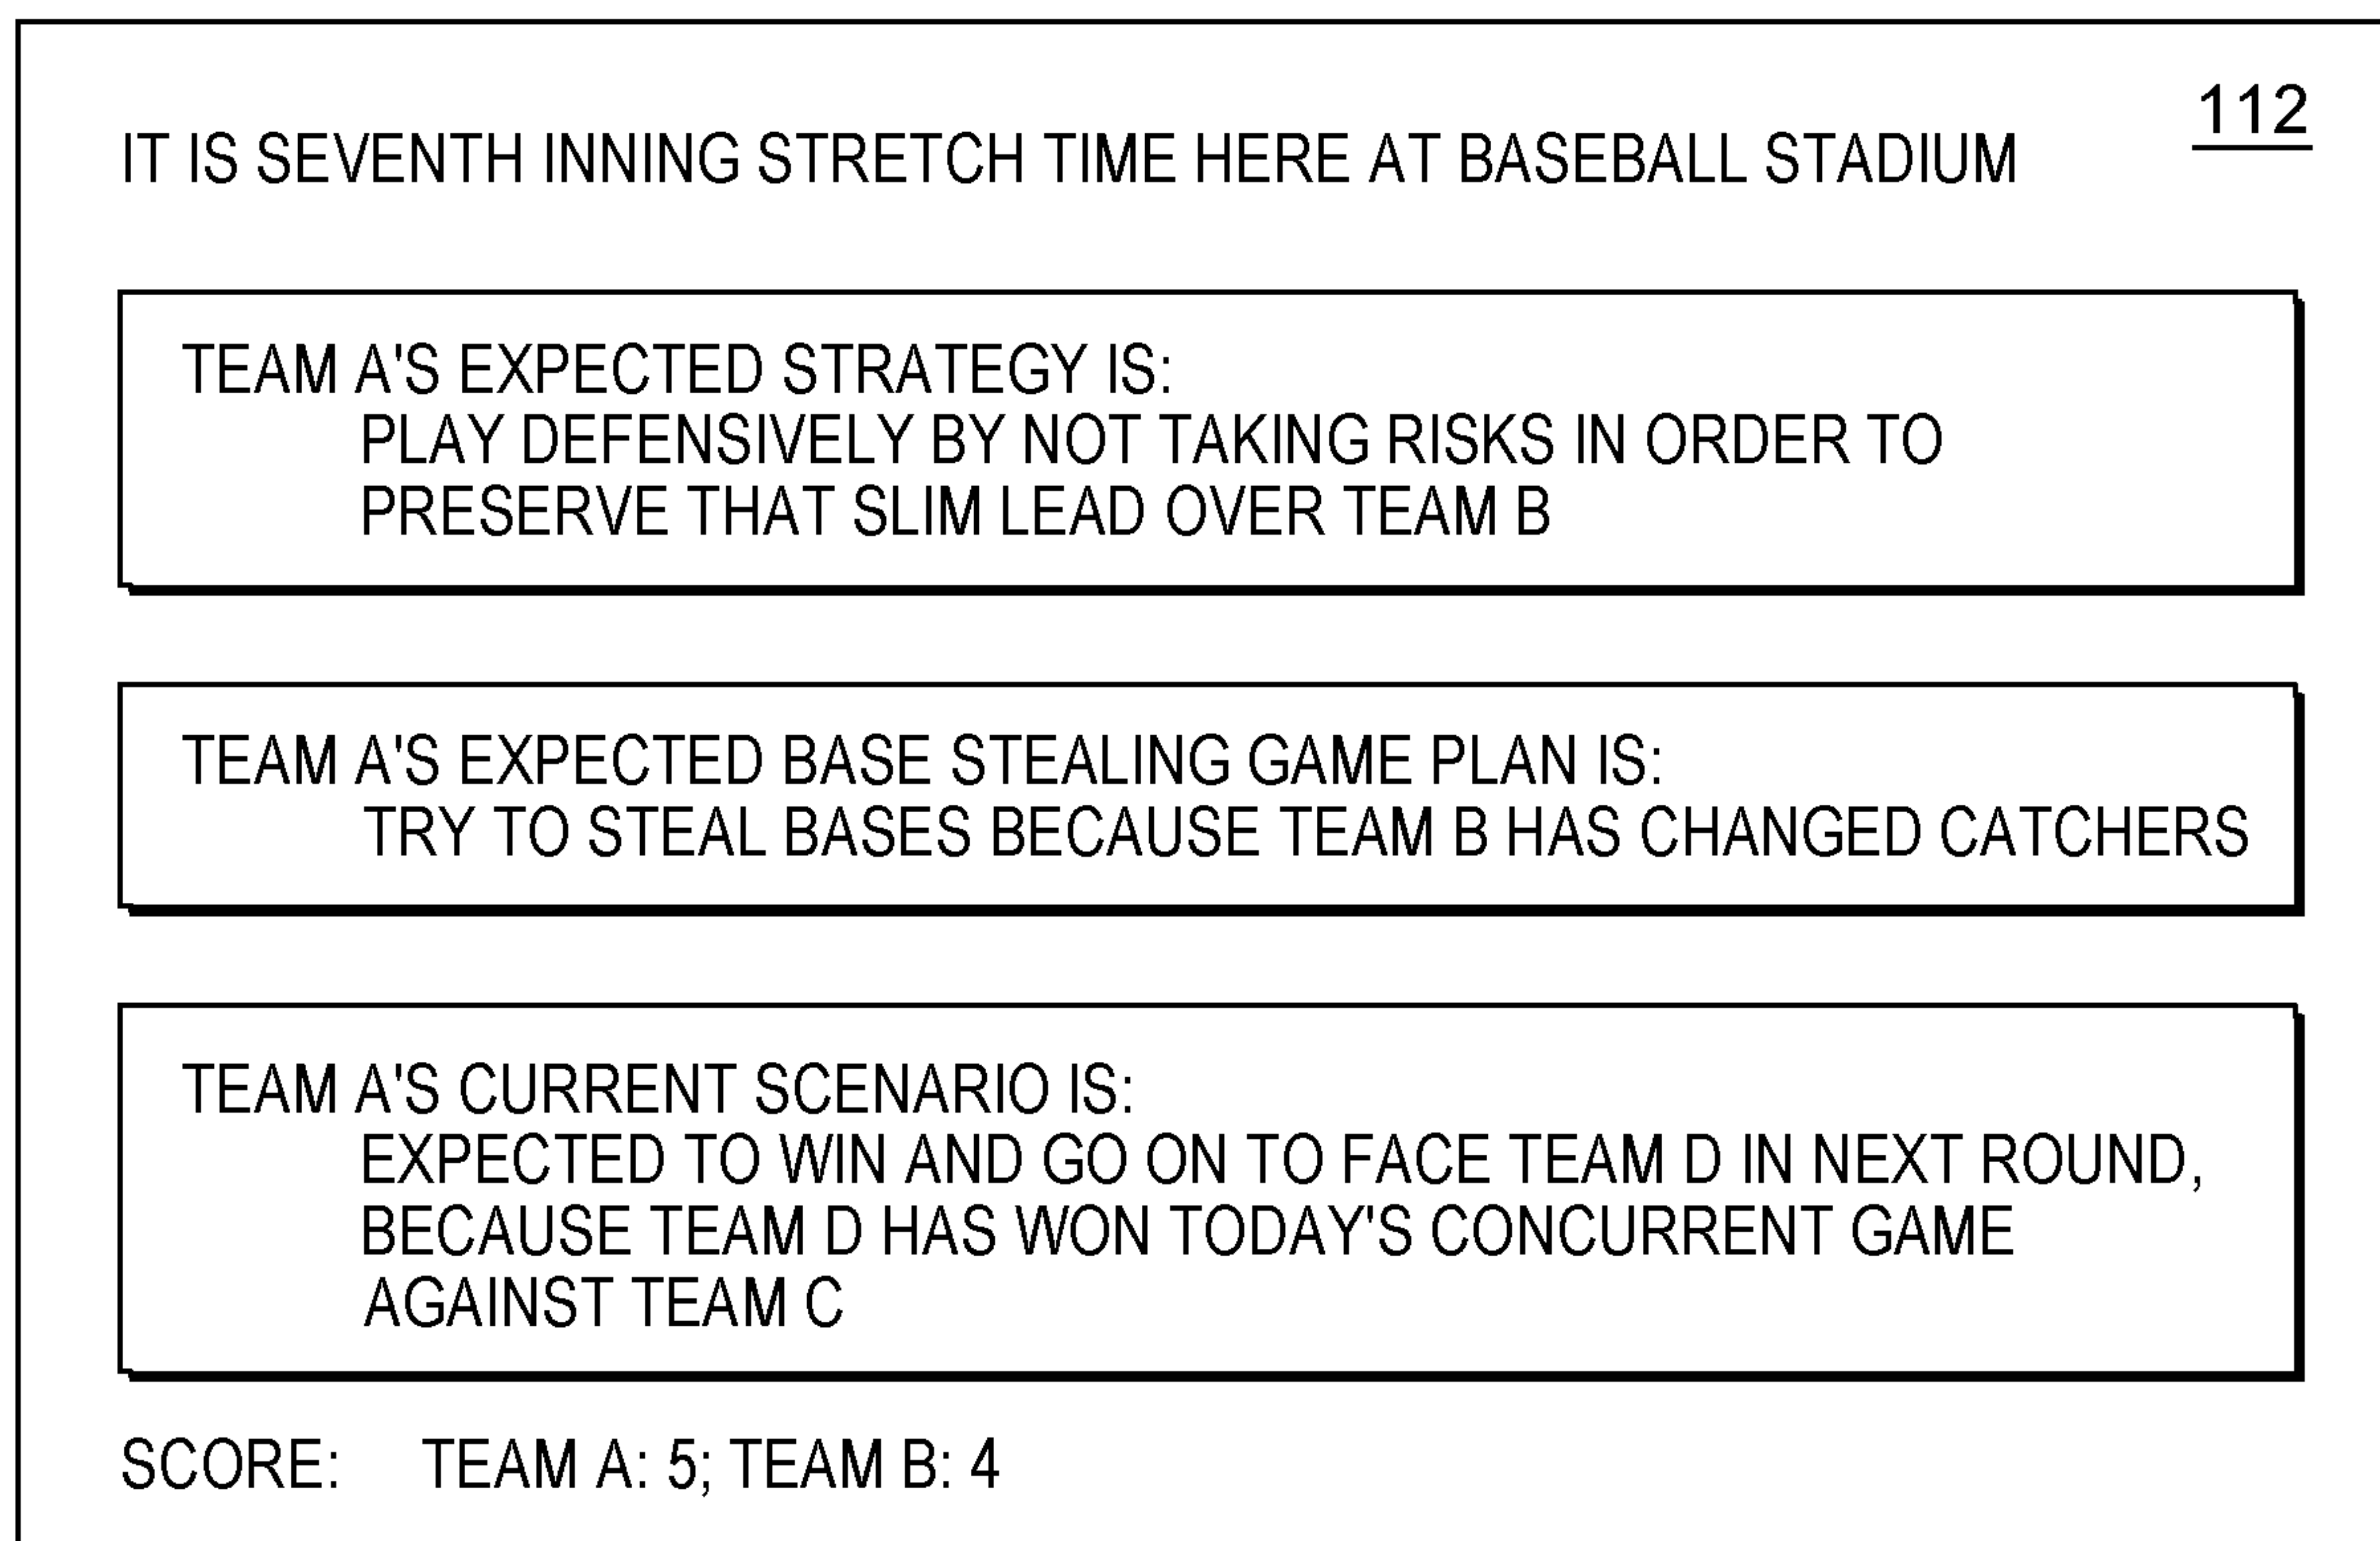 112
IT IS SEVENTH INNING STRETCH TIME HERE AT BASEBALL STADIUM
TEAM A'S EXPECTED STRATEGY IS:
PLAY DEFENSIVELY BY NOT TAKING RISKS IN ORDER TO
PRESERVE THAT SLIM LEAD OVER TEAM B
TEAM A'S EXPECTED BASE STEALING GAME PLAN IS:
TRY TO STEAL BASES BECAUSE TEAM B HAS CHANGED CATCHERS
TEAM A'S CURRENT SCENARIO IS:
EXPECTED TO WIN AND GO ON TO FACE TEAM D IN NEXT ROUND,
BECAUSE TEAM D HAS WON TODAY'S CONCURRENT GAME
AGAINST TEAM C
SCORE: TEAM A: 5; TEAM B: 4